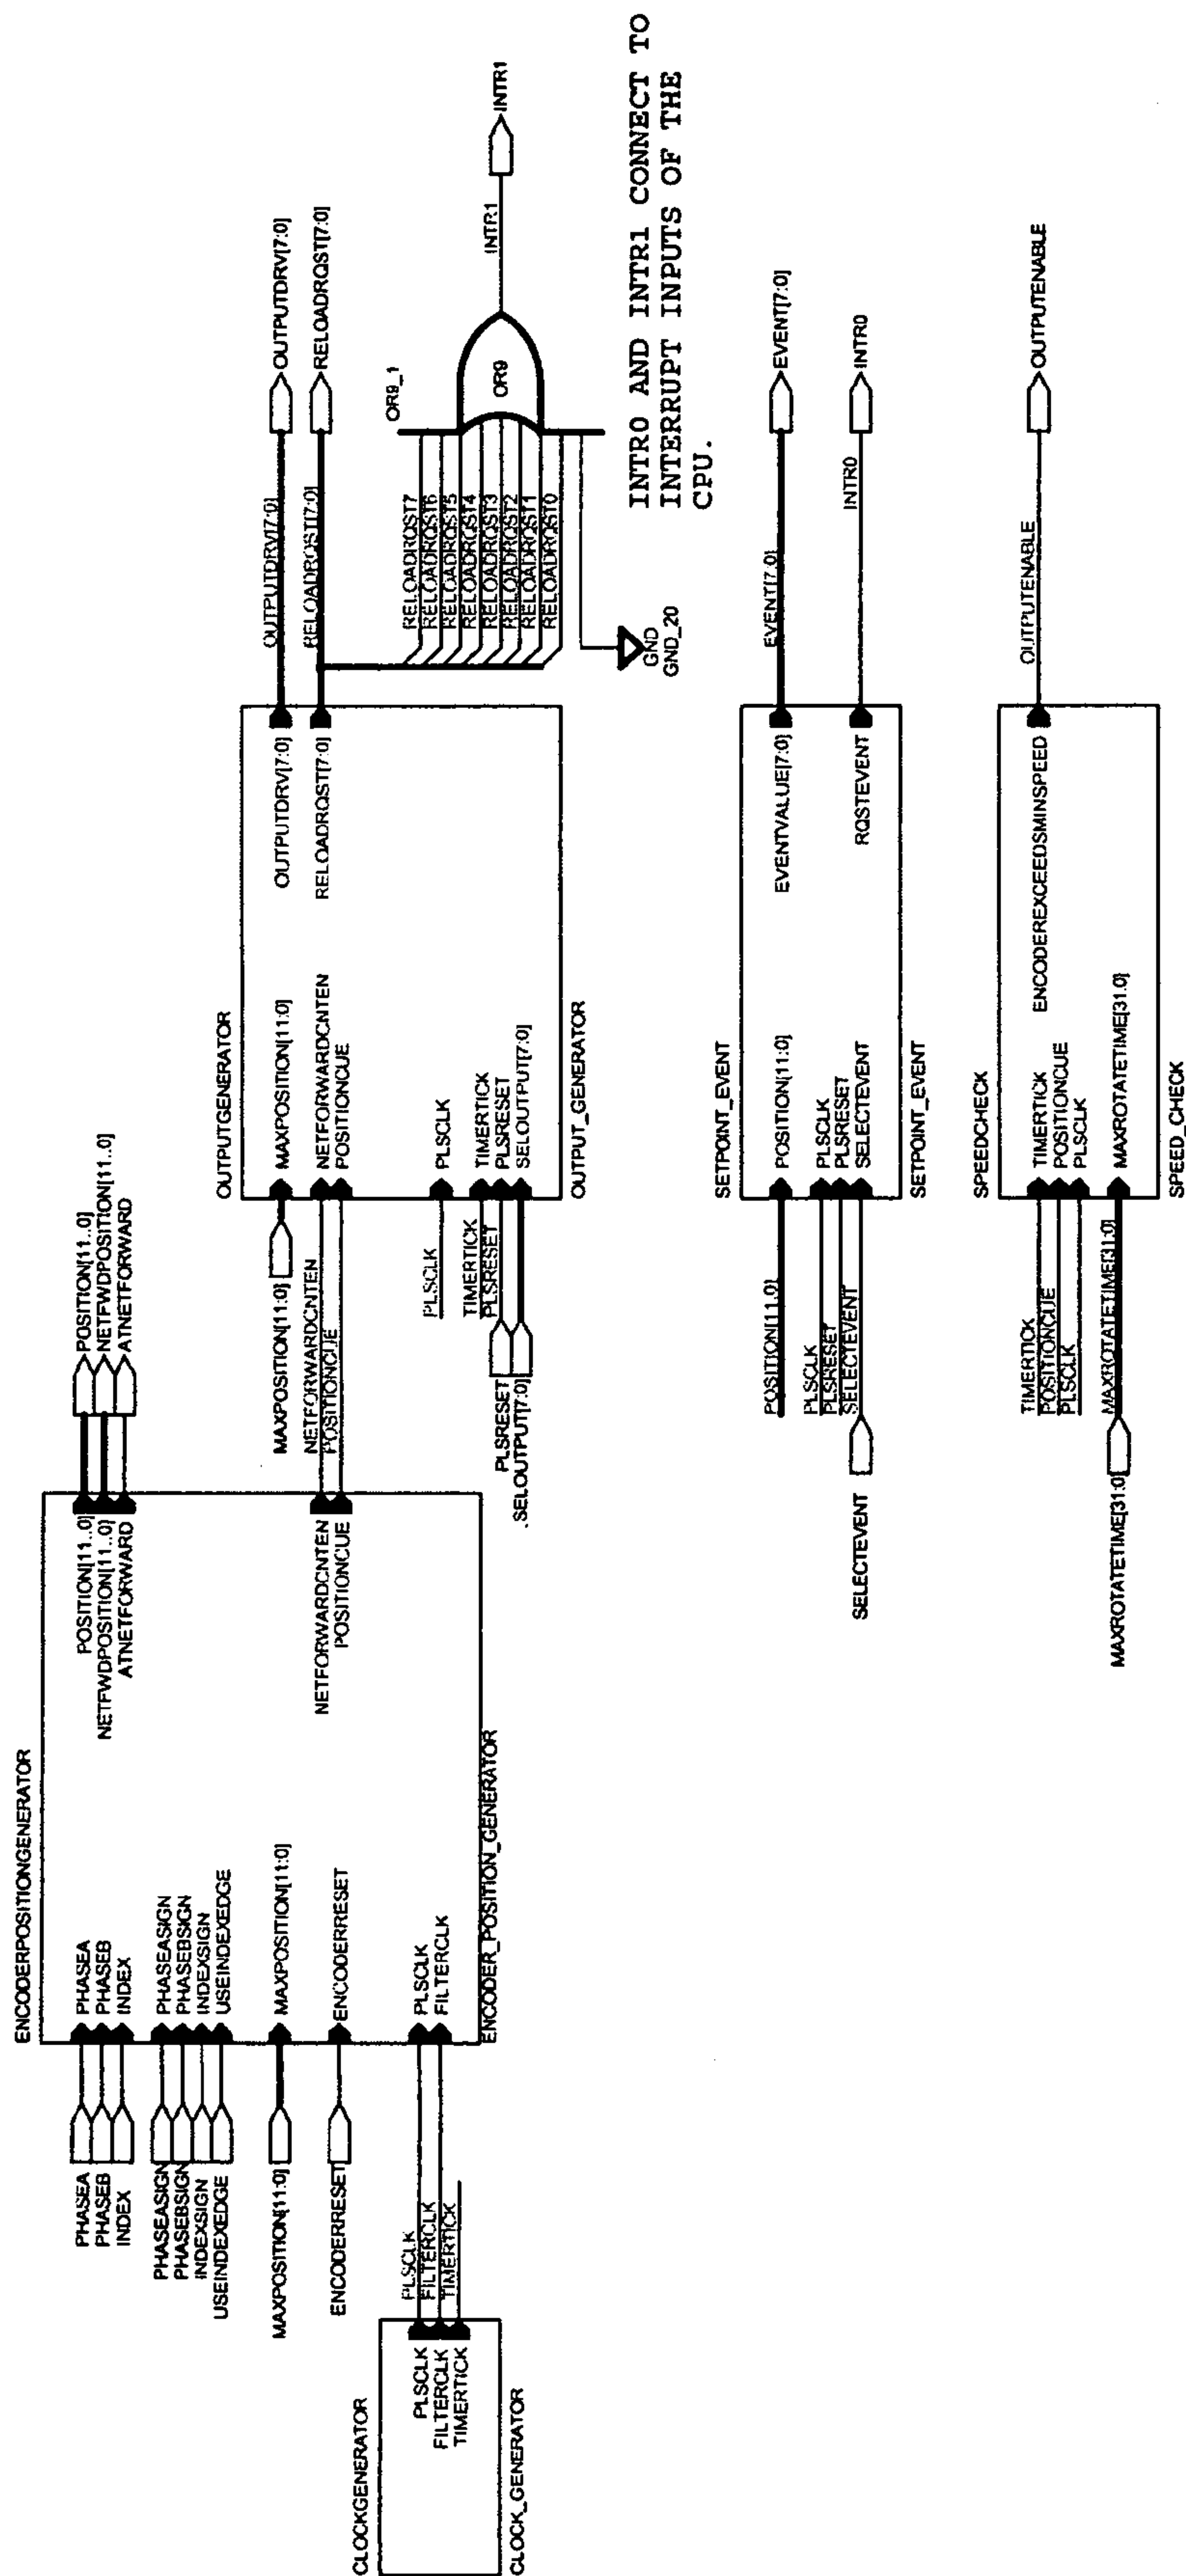 CLOCKGENERATOR
PLSCLK
FILTERCLK
TIMERTICK
CLOCK_GENERATOR
PLSCLK
FILTERCLK
TIMERTICK
PHASEA
PHASEB
INDEX
PHASEASIGN
PHASEBSIGN
INDEXSIGN
USEINDEXEDGE
MAXPOSITION[11:0]
ENCODERRESET
ENCODERPOSITIONGENERATOR
PHASEA
PHASEB
INDEX
PHASEASIGN
PHASEBSIGN
INDEXSIGN
USEINDEXEDGE
MAXPOSITION[11:0]
ENCODERRESET
PLSCLK
FILTERCLK
ENCODER_POSITION_GENERATOR
POSITION[11..0]
NETFWDPOSITION[11..0]
ATNETFORWARD
NETFORWARDCNTEN
POSITIONCUE
POSITION[11..0]
NETFWDPOSITION[11..0]
ATNETFORWARD
MAXPOSITION[11:0]
NETFORWARDCNTEN
POSITIONCUE
PLSCLK
TIMERTICK
PLSRESET
PLSRESET
SELOUTPUT[7:0]
OUTPUTGENERATOR
MAXPOSITION[11:0]
NETFORWARDCNTEN
POSITIONCUE
PLSCLK
TIMERTICK
PLSRESET
SELOUTPUT[7:0]
OUTPUT_GENERATOR
OUTPUTDRV[7:0]
RELOADRQST[7:0]
OUTPUTDRV[7:0]
RELOADRQST[7:0]
OUTPUTDRV[7:0]
RELOADRQST[7:0]
RELOADRQST7
RELOADRQST6
RELOADRQST5
RELOADRQST4
RELOADRQST3
RELOADRQST2
RELOADRQST1
RELOADRQST0
GND
GND_20
OR9_1
OR9
INTR1
INTR1
INTR0 AND INTR1 CONNECT TO
INTERRUPT INPUTS OF THE
CPU.
SELECTEVENT
POSITION[11:0]
PLSCLK
PLSRESET
SELECTEVENT
SETPOINT_EVENT
POSITION[11:0]
PLSCLK
PLSRESET
SELECTEVENT
SETPOINT_EVENT
EVENTVALUE[7:0]
RQSTEVENT
EVENT[7:0]
INTR0
EVENT[7:0]
INTR0
MAXROTATETIME[31:0]
TIMERTICK
POSITIONCUE
PLSCLK
MAXROTATETIME[31:0]
SPEEDCHECK
TIMERTICK
POSITIONCUE
PLSCLK
MAXROTATETIME[31:0]
SPEED_CHECK
ENCODEREXCEEDSMINSPEED
OUTPUTENABLE
OUTPUTENABLE